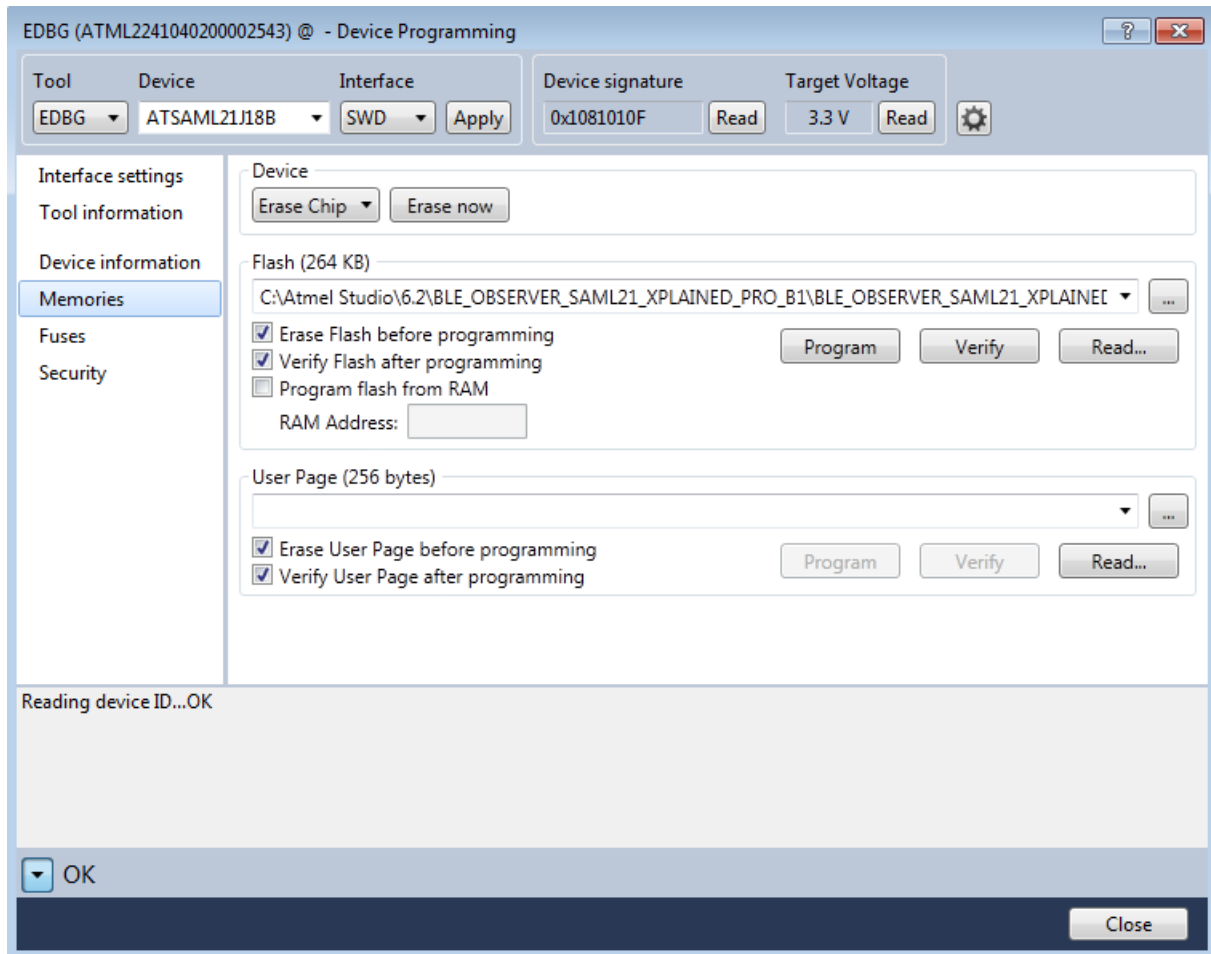 EDBG (ATML2241040200002543) @ - Device Programming
Tool Device Interface Device signature Target Voltage
EDBG ATSAML21J18B SWD Apply 0x1081010F Read 3.3 V Read
Interface settings
Tool information
Device information
Memories
Fuses
Security
Device
Erase Chip Erase now
Flash (264 KB)
C:\Atmel Studio\6.2\BLE_OBSERVER_SAML21_XPLAINED_PRO_B1\BLE_OBSERVER_SAML21_XPLAINED ...
Erase Flash before programming
Verify Flash after programming
Program flash from RAM
RAM Address:
Program Verify Read...
User Page (256 bytes)
...
Erase User Page before programming
Verify User Page after programming
Program Verify Read...
Reading device ID...OK
OK
Close